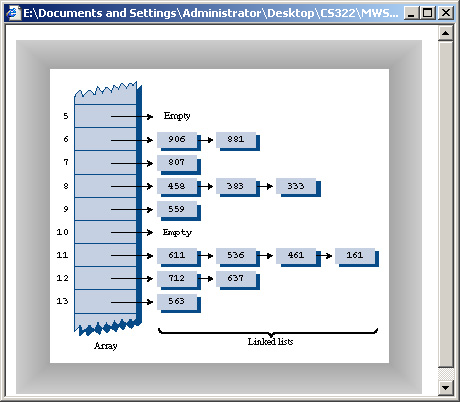 E:\Documents and Settings\Administrator\Desktop\CS322\MWS...
5 Empty
6 906 881
7 807
8 458 383 333
9 559
10 Empty
11 611 536 461 161
12 712 637
13 563
Array Linked lists